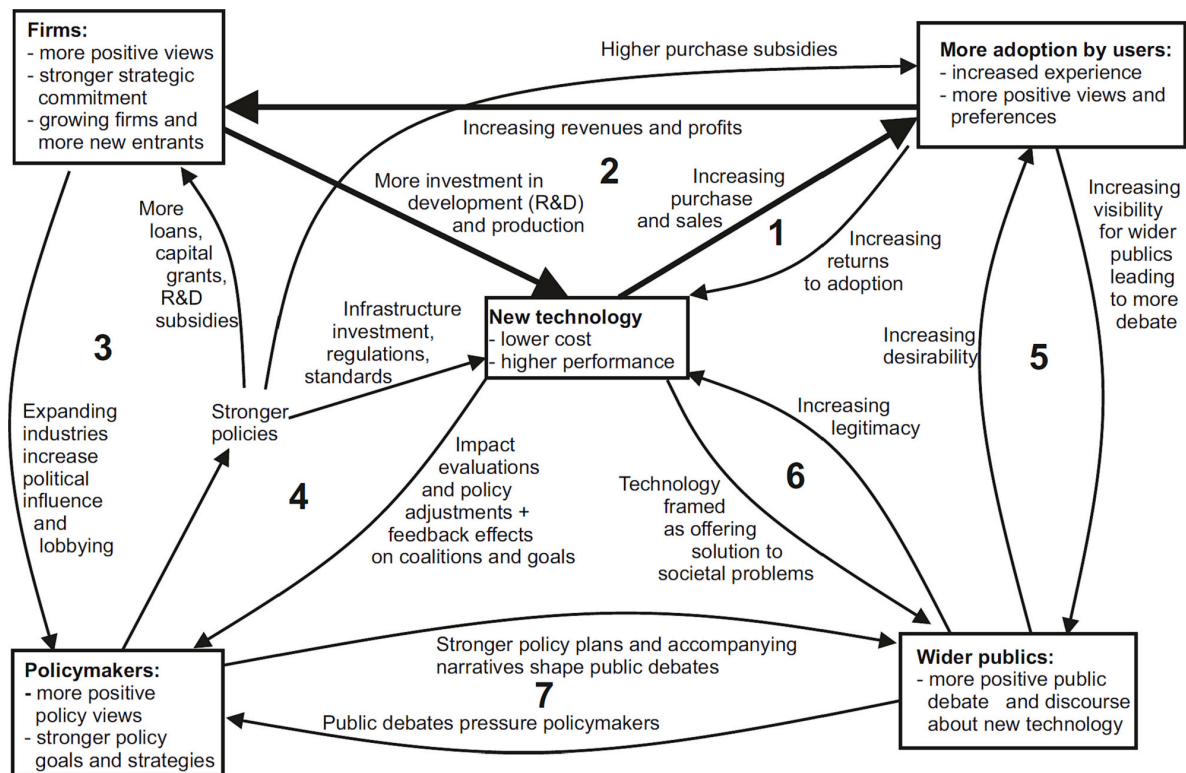 Firms:
- more positive views
- stronger strategic
commitment
- growing firms and
more new entrants
Higher purchase subsidies
More adoption by users:
- increased experience
- more positive views and
preferences
Increasing revenues and profits
2
More investment in
development (R&D)
and production
Increasing
purchase
and sales
1
Increasing
returns
to adoption
Increasing
visibility
for wider
publics
leading
to more
debate
More
loans,
capital
grants,
R&D
subsidies
3
Infrastructure
investment,
regulations,
standards
New technology
- lower cost
- higher performance
Increasing
desirability
5
Expanding
industries
increase
political
influence
and
lobbying
Stronger
policies
4
Impact
evaluations
and policy
adjustments +
feedback effects
on coalitions and goals
Increasing
legitimacy
6
Technology
framed
as offering
solution to
societal
problems
Policymakers:
- more positive
policy views
- stronger policy
goals and strategies
Stronger policy plans and accompanying
narratives shape public debates
7
Public debates pressure policymakers
Wider publics:
- more positive public
debate and discourse
about new technology